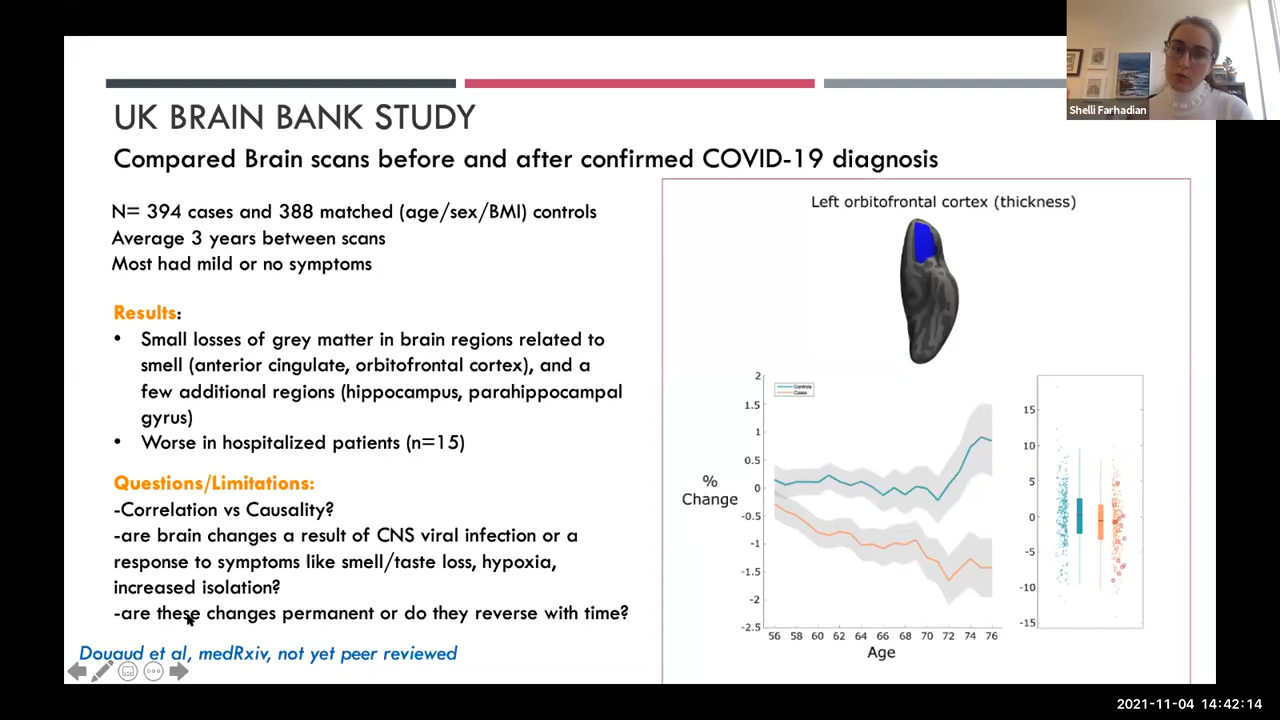 Shelli Farhadian
UK BRAIN BANK STUDY
Compared Brain scans before and after confirmed COVID-19 diagnosis
N= 394 cases and 388 matched (age/sex/BMI) controls
Average 3 years between scans
Most had mild or no symptoms
Results:
• Small losses of grey matter in brain regions related to
smell (anterior cingulate, orbitofrontal cortex), and a
few additional regions (hippocampus, parahippocampal
gyrus)
• Worse in hospitalized patients (n=15)
Questions/Limitations:
-Correlation vs Causality?
-are brain changes a result of CNS viral infection or a
response to symptoms like smell/taste loss, hypoxia,
increased isolation?
-are these changes permanent or do they reverse with time?
Douaud et al, medRxiv, not yet peer reviewed
Left orbitofrontal cortex (thickness)
Controls
Cases
2
1.5
1
0.5
0
-0.5
-1
-1.5
-2
-2.5
%
Change
56 58 60 62 64 66 68 70 72 74 76
Age
15
10
5
0
-5
-10
-15
2021-11-04 14:42:14